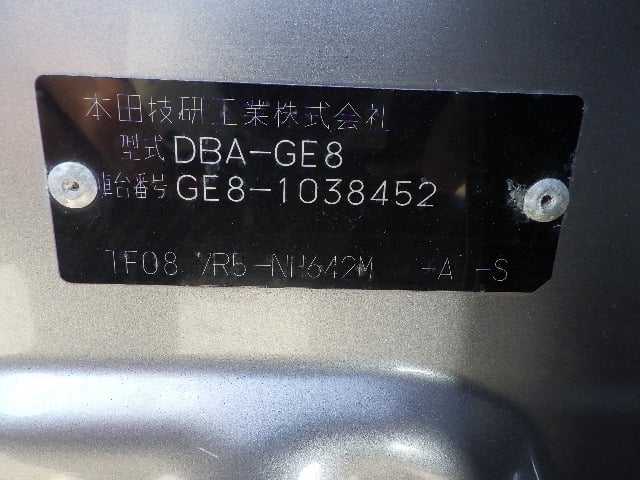 本田技研工業株式会社
型式 DBA-GE8
車台番号 GE8-1038452
TF08 7R5-NH642M -A -S